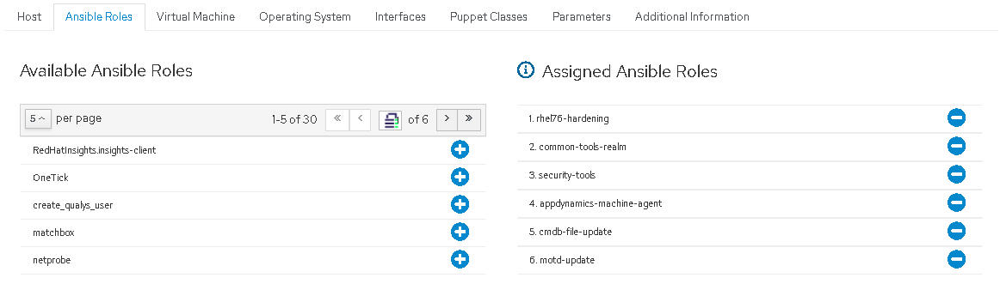 Host Ansible Roles Virtual Machine Operating System Interfaces Puppet Classes Parameters Additional Information
Available Ansible Roles
5 per page 1-5 of 30 « ‹ of 6 › »
RedHatInsights.insights-client
OneTick
create_qualys_user
matchbox
netprobe
Assigned Ansible Roles
1. rhel76-hardening
2. common-tools-realm
3. security-tools
4. appdynamics-machine-agent
5. cmdb-file-update
6. motd-update